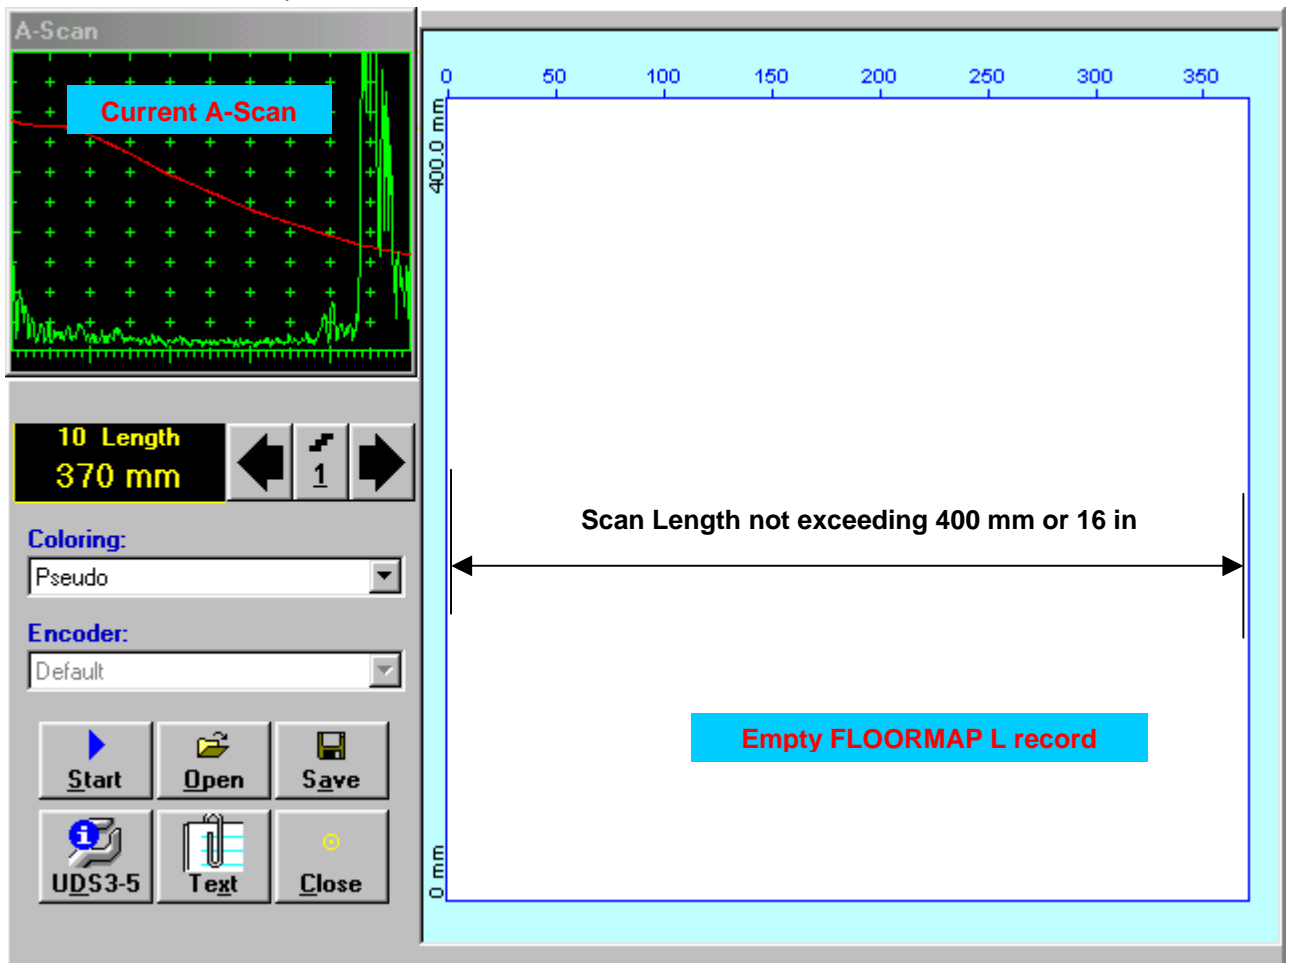 A-Scan
Current A-Scan
10 Length
370 mm
1
Coloring:
Pseudo
Encoder:
Default
Start
Open
Save
UDS3-5
Text
Close
0 50 100 150 200 250 300 350
400.0 mm
Scan Length not exceeding 400 mm or 16 in
Empty FLOORMAP L record
0 mm